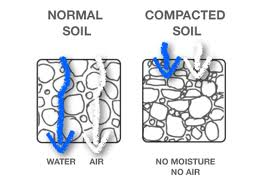 NORMAL SOIL
COMPACTED SOIL
WATER AIR
NO MOISTURE
NO AIR